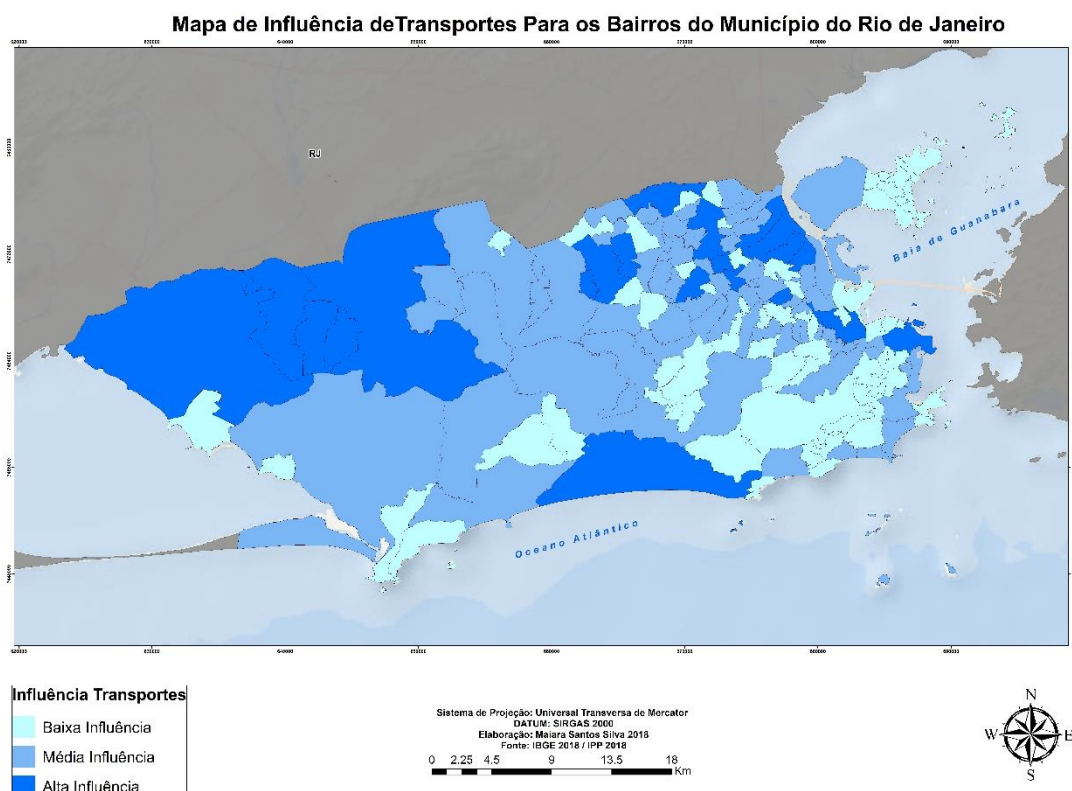 Mapa de Influência deTransportes Para os Bairros do Município do Rio de Janeiro
RJ
Baia de Guanabara
Oceano Atlântico
Influência Transportes
Baixa Influência
Média Influência
Alta Influência
Sistema de Projeção: Universal Transversa de Mercator
DATUM: SIRGAS 2000
Elaboração: Maiara Santos Silva 2018
Fonte: IBGE 2018 / IPP 2018
0 2.25 4.5 9 13.5 18
Km
N
W E
S